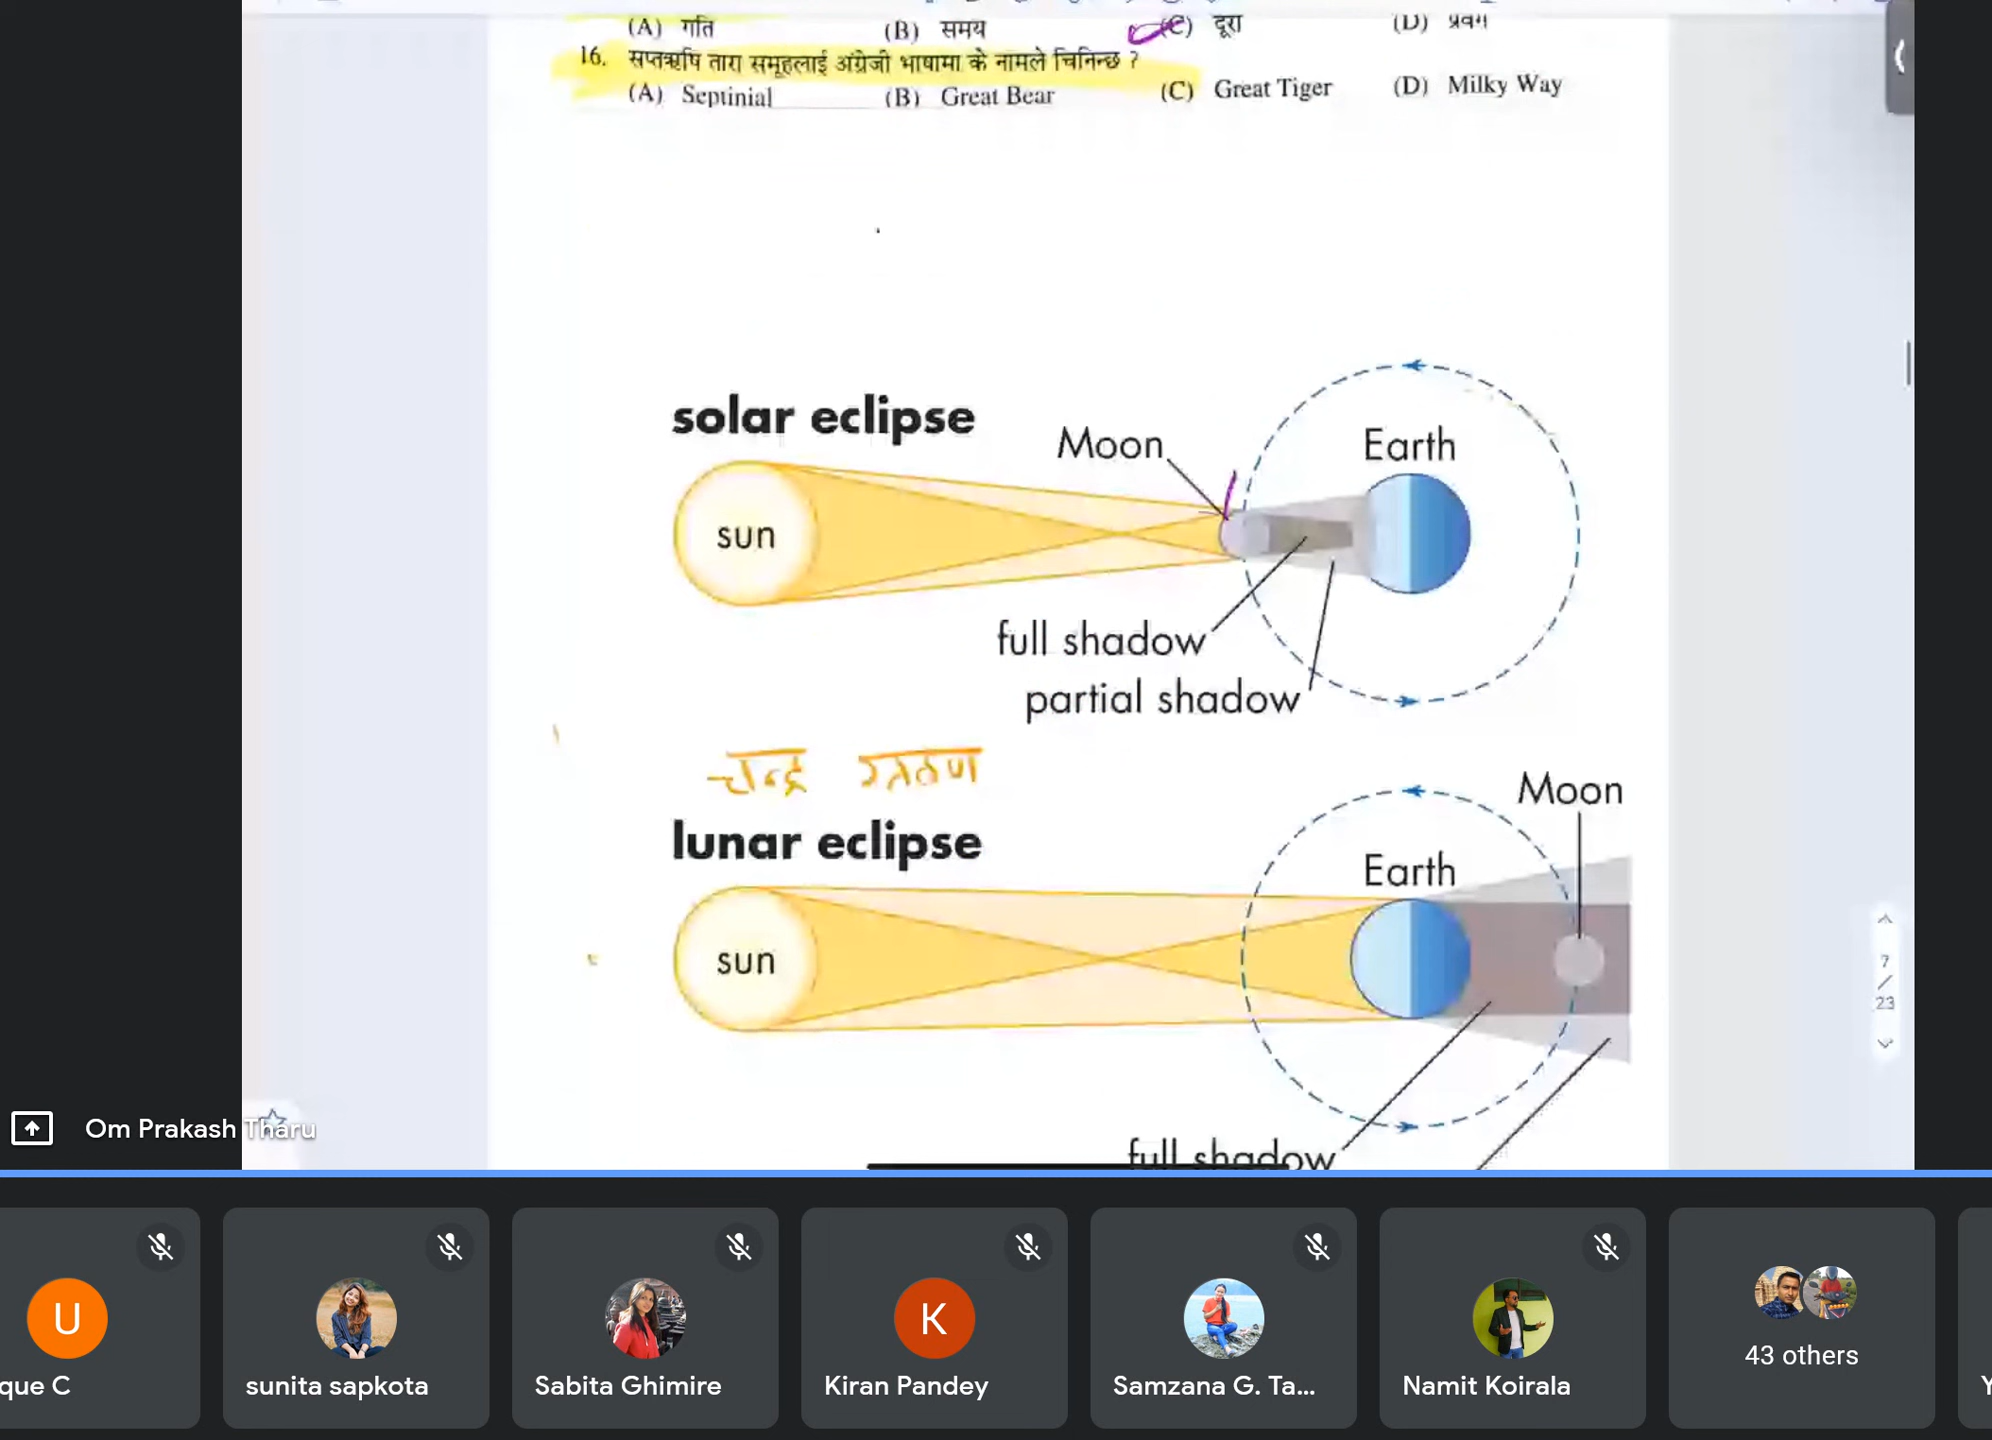 (A) गति (B) समय (C) दूरी (D) प्रवेग
16. सप्तऋषि तारा समूहलाई अंग्रेजी भाषामा के नामले चिनिन्छ ?
(A) Septinial (B) Great Bear (C) Great Tiger (D) Milky Way
solar eclipse
Moon
Earth
sun
full shadow
partial shadow
चन्द्र ग्रहण
Moon
lunar eclipse
Earth
sun
7
/
23
full shadow
Om Prakash Tharu
U
K
que C
sunita sapkota
Sabita Ghimire
Kiran Pandey
Samzana G. Ta...
Namit Koirala
43 others
Y